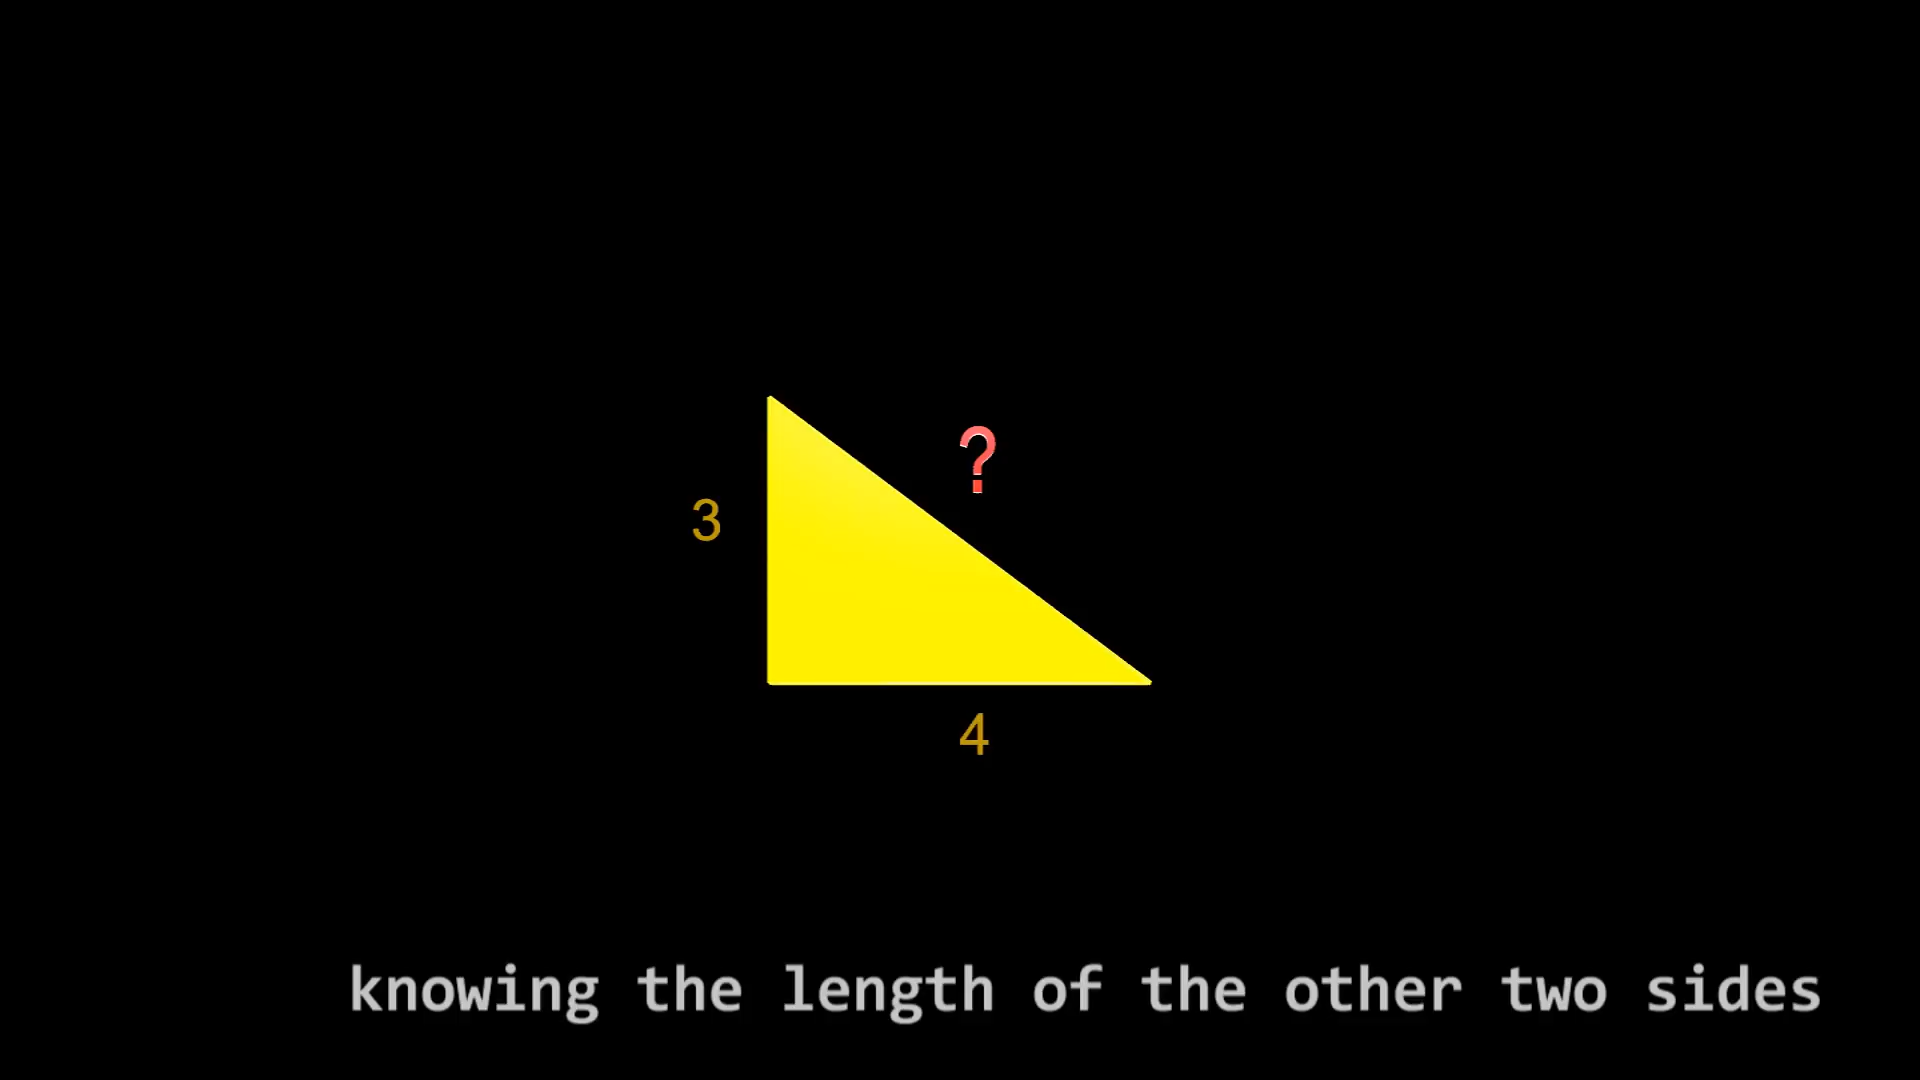 ?
3
4
knowing the length of the other two sides